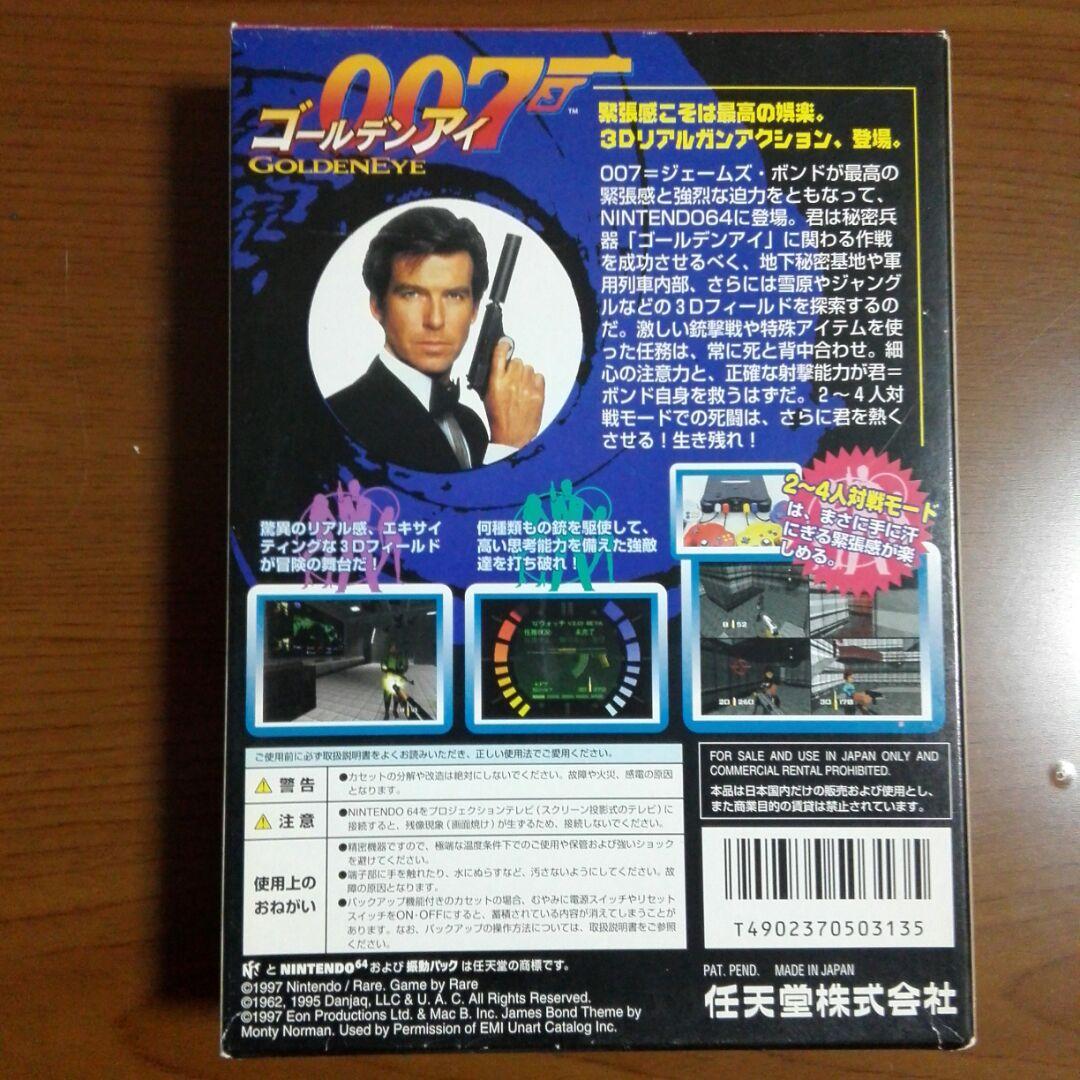 007
™
ゴールデンアイ
GOLDENEYE
緊張感こそは最高の娯楽。
3Dリアルガンアクション、登場。
007=ジェームズ・ボンドが最高の
緊張感と強烈な迫力をともなって、
NINTENDO64に登場。君は秘密兵
器「ゴールデンアイ」に関わる作戦
を成功させるべく、地下秘密基地や軍
用列車内部、さらには雪原やジャング
ルなどの3Dフィールドを探索するの
だ。激しい銃撃戦や特殊アイテムを使
った任務は、常に死と背中合わせ。細
心の注意力と、正確な射撃能力が君=
ボンド自身を救うはずだ。2〜4人対
戦モードでの死闘は、さらに君を熱く
させる!生き残れ!
驚異のリアル感、エキサイ
ティングな3Dフィールド
が冒険の舞台だ!
何種類もの銃を駆使して、
高い思考能力を備えた強敵
達を打ち破れ!
2〜4人対戦モード
は、まさに手に汗
にぎる緊張感が楽
しめる。
Qウォッチ V2.01 BETA
任務状況: 未完了
8 52
20 260
30 170
ご使用前に必ず取扱説明書をよくお読みいただき、正しい使用法でご愛用ください。
警告
●カセットの分解や改造は絶対にしないでください。故障や火災、感電の原因
となります。
注意
●NINTENDO 64をプロジェクションテレビ(スクリーン投影式のテレビ)に
接続すると、残像現象(画面焼け)が生ずるため、接続しないでください。
使用上の
おねがい
●精密機器ですので、極端な温度条件下でのご使用や保管および強いショック
を避けてください。
●端子部に手を触れたり、水にぬらすなど、汚さないようにしてください。故
障の原因となります。
●バックアップ機能付きのカセットの場合、むやみに電源スイッチやリセット
スイッチをON・OFFにすると、蓄積されている内容が消えてしまうことが
あります。なお、バックアップの操作方法については、取扱説明書をご参照
ください。
FOR SALE AND USE IN JAPAN ONLY AND
COMMERCIAL RENTAL PROHIBITED.
本品は日本国内だけの販売および使用とし、
また商業目的の賃貸は禁止されています。
T4902370503135
と NINTENDO64 および 振動パック は任天堂の商標です。
©1997 Nintendo / Rare. Game by Rare
©1962, 1995 Danjaq, LLC & U. A. C. All Rights Reserved.
©1997 Eon Productions Ltd. & Mac B. Inc. James Bond Theme by
Monty Norman. Used by Permission of EMI Unart Catalog Inc.
PAT. PEND. MADE IN JAPAN
任天堂株式会社